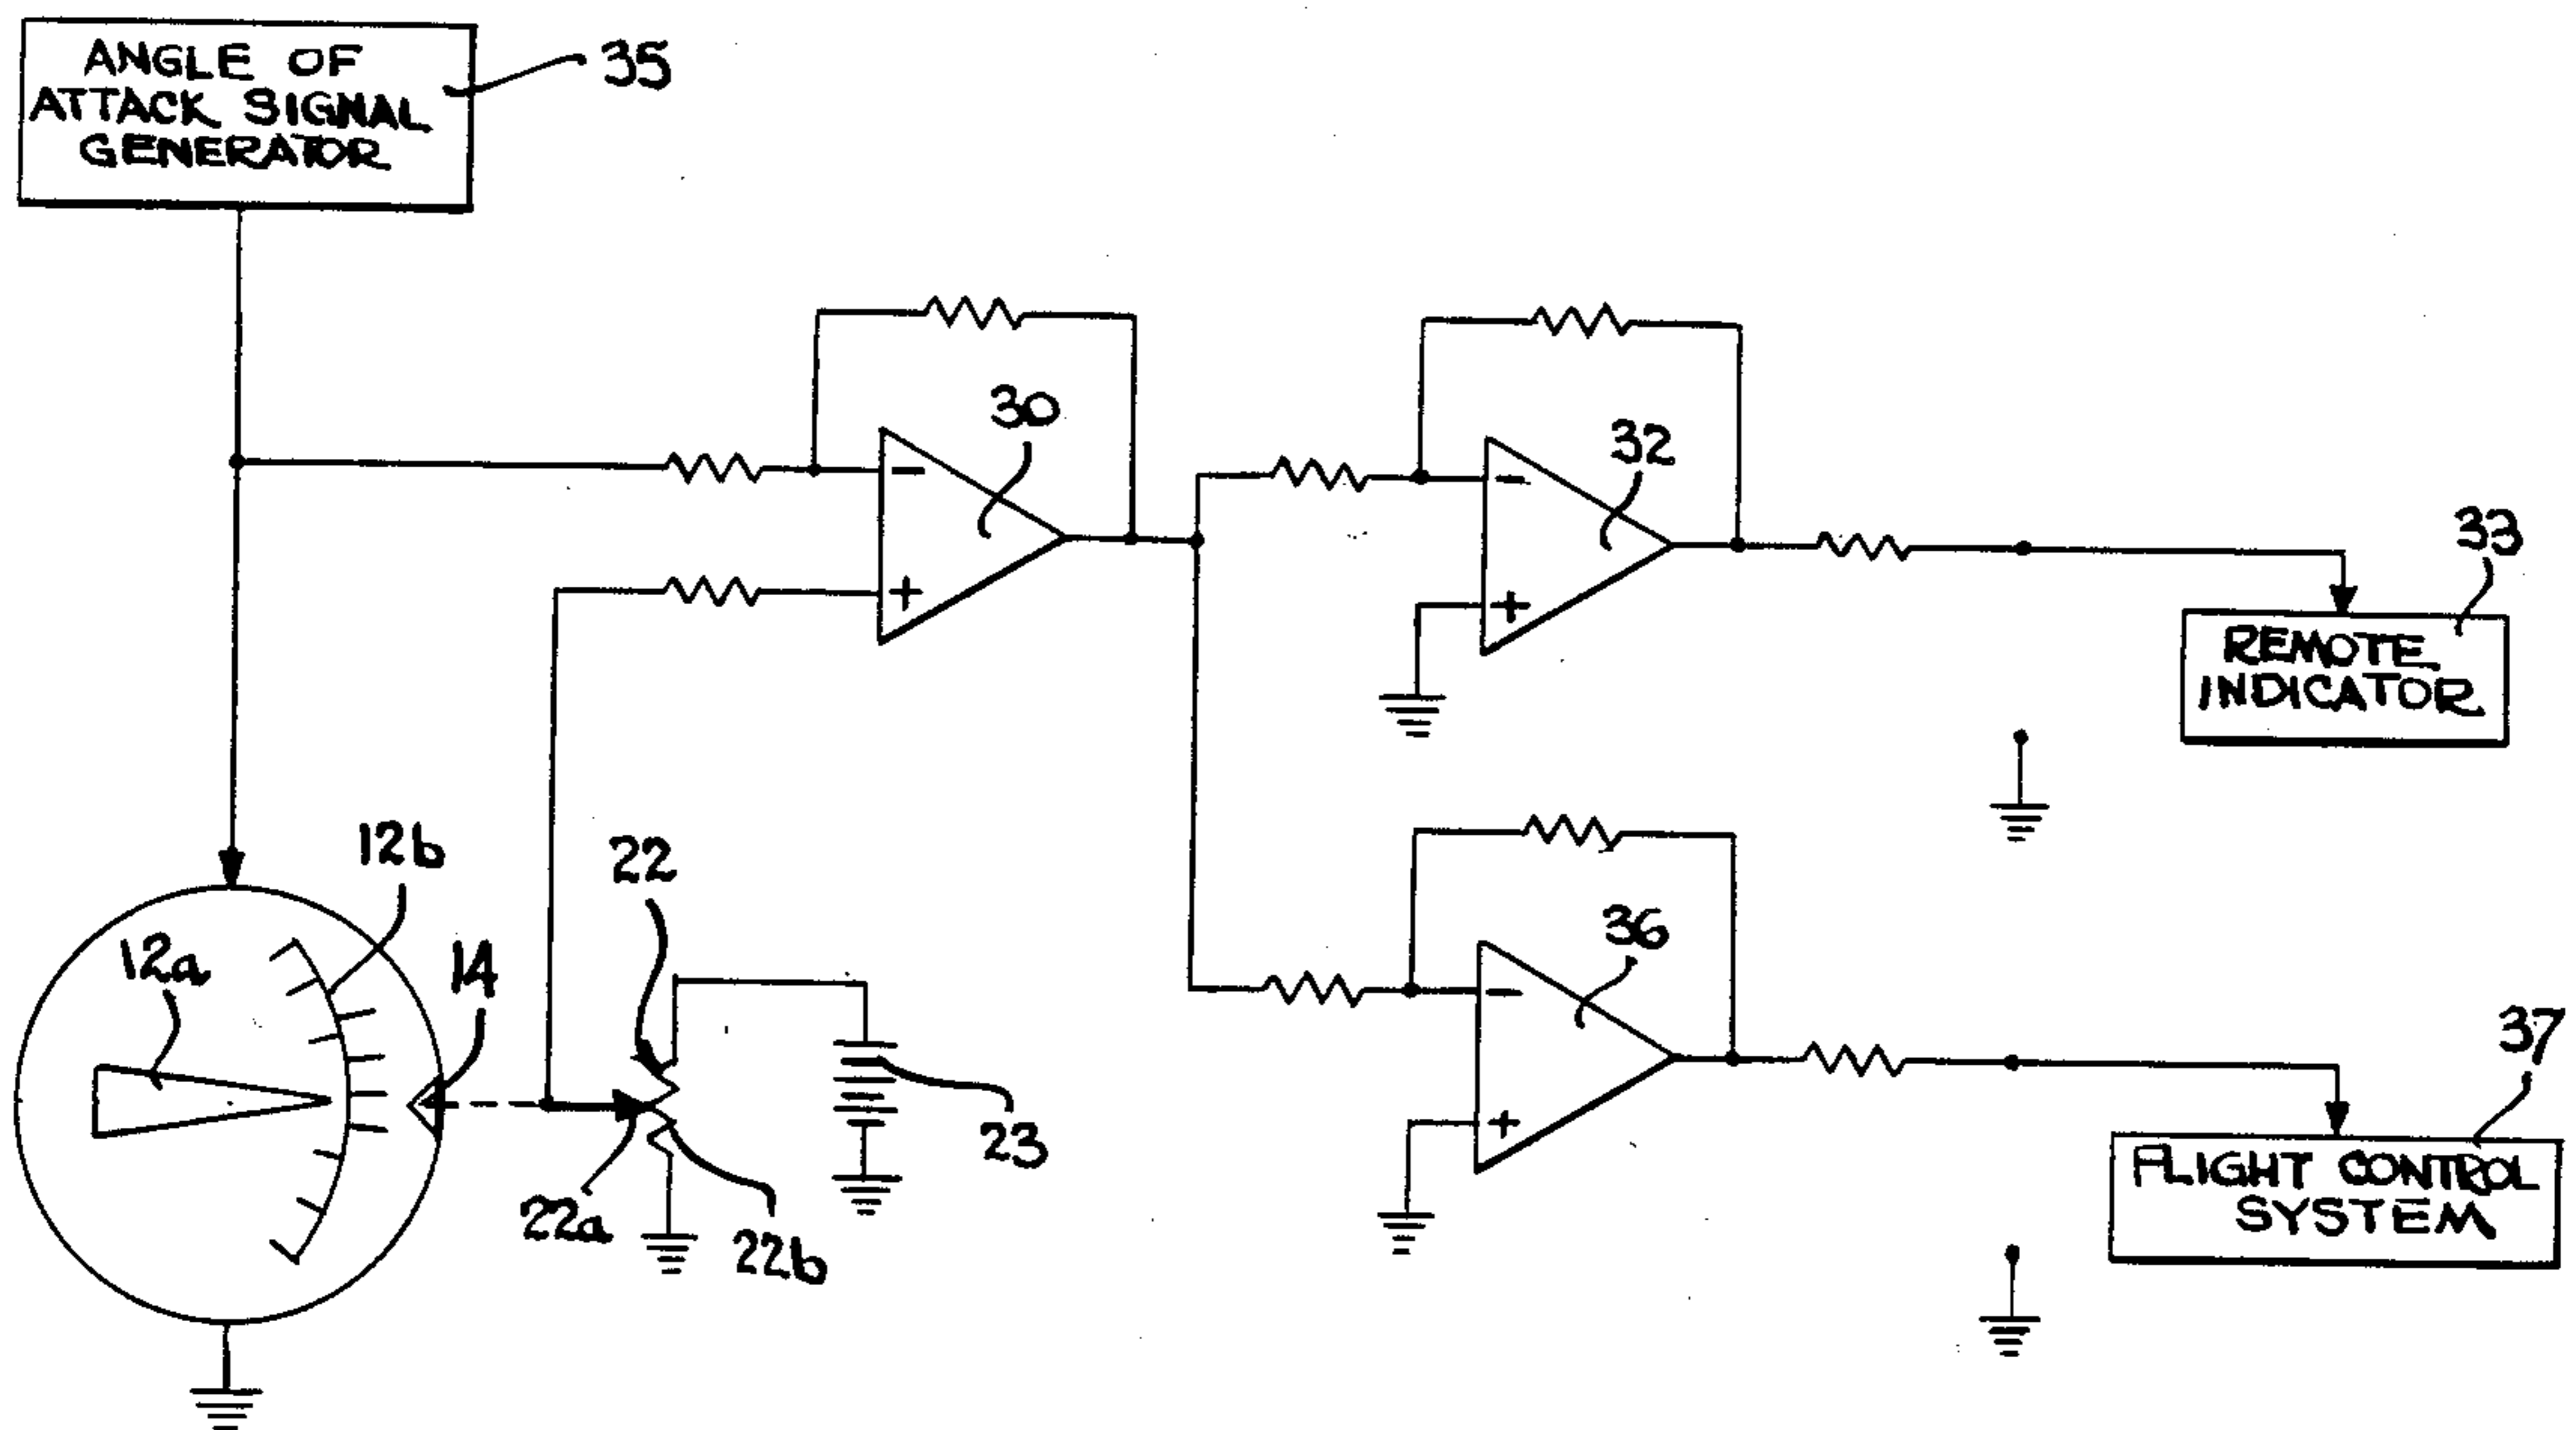 ANGLE OF
ATTACK SIGNAL
GENERATOR
35
30
32
33
REMOTE
INDICATOR
12b
22
12a
14
36
23
22a
22b
37
FLIGHT CONTROL
SYSTEM
-
+
-
+
-
+